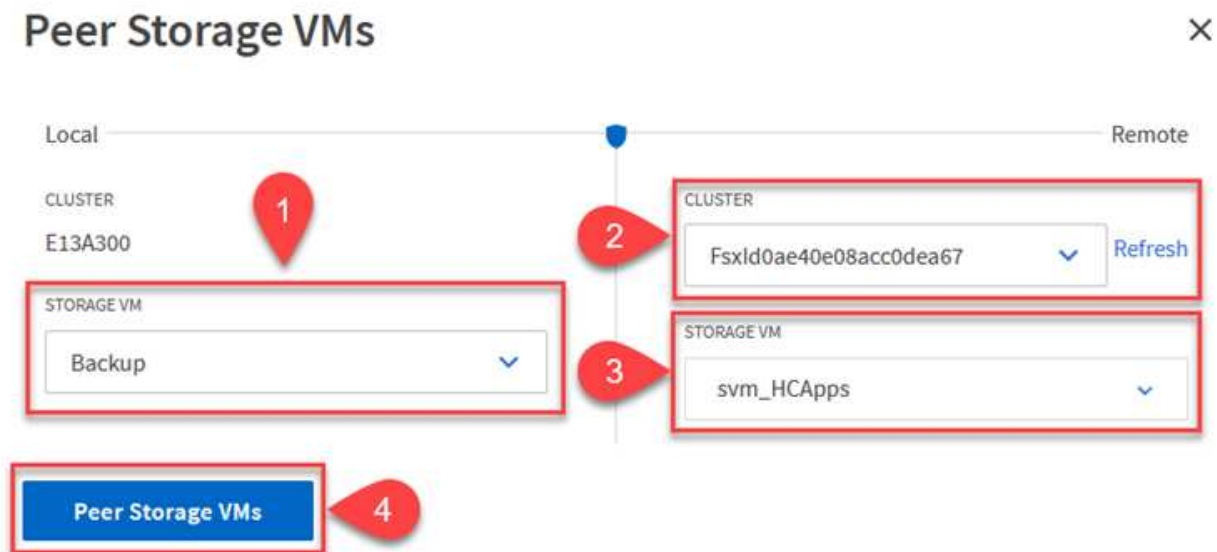 Peer Storage VMs
Local
Remote
CLUSTER
E13A300
1
STORAGE VM
Backup
2
CLUSTER
FsxId0ae40e08acc0dea67
Refresh
3
STORAGE VM
svm_HCApps
Peer Storage VMs
4